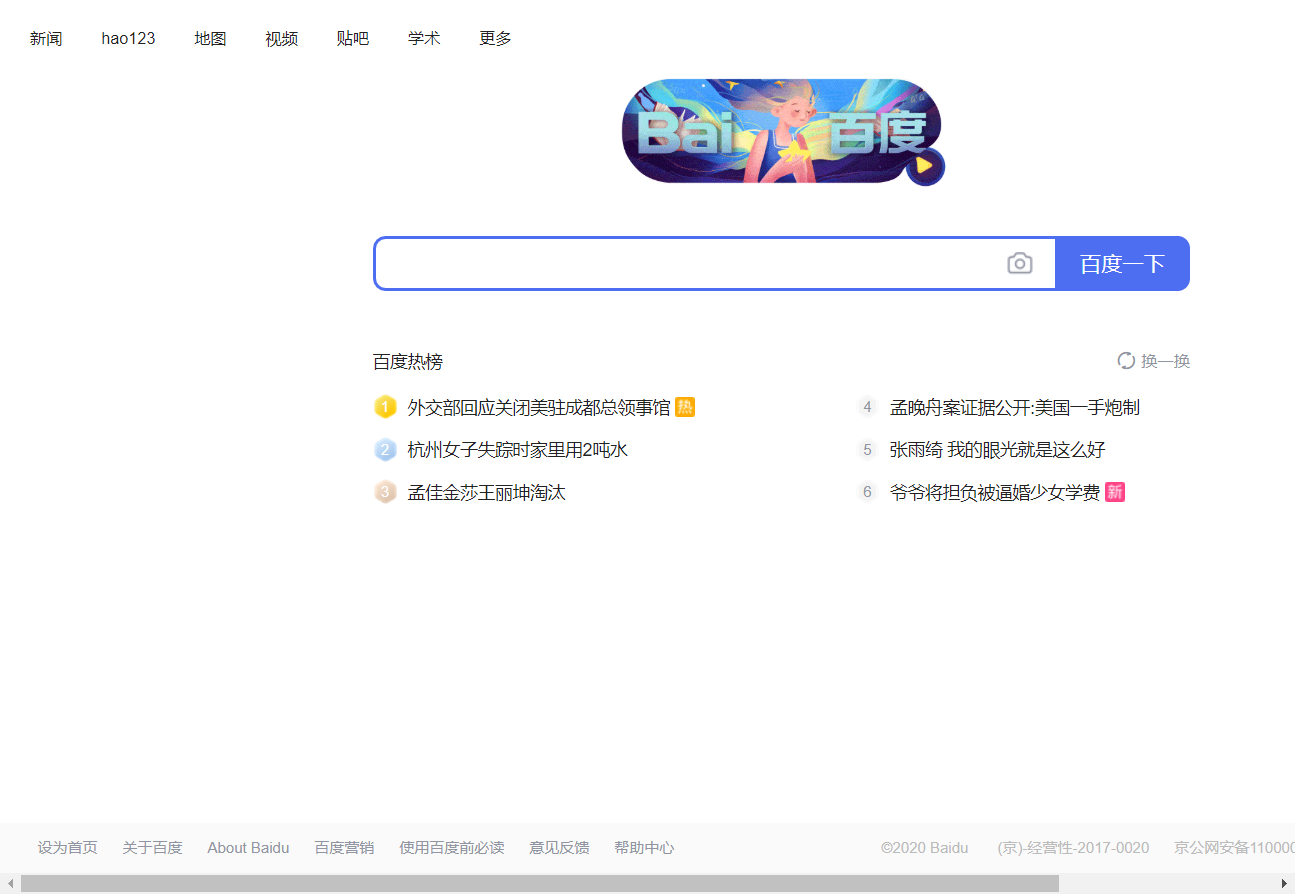 新闻 hao123 地图 视频 贴吧 学术 更多
Bai 百度
百度一下
百度热榜 换一换
1 外交部回应关闭美驻成都总领事馆 热
4 孟晚舟案证据公开:美国一手炮制
2 杭州女子失踪时家里用2吨水
5 张雨绮 我的眼光就是这么好
3 孟佳金莎王丽坤淘汰
6 爷爷将担负被逼婚少女学费 新
设为首页 关于百度 About Baidu 百度营销 使用百度前必读 意见反馈 帮助中心 ©2020 Baidu (京)-经营性-2017-0020 京公网安备110000